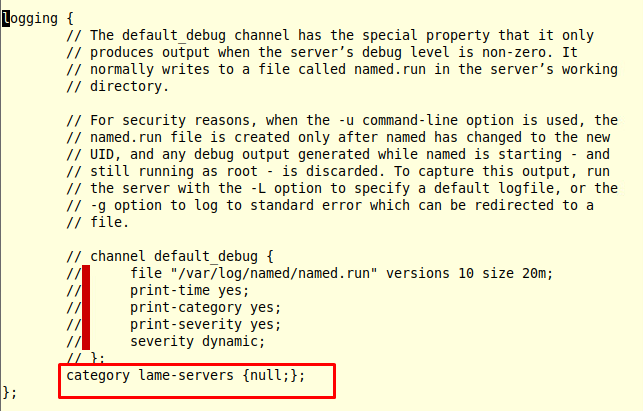 logging {
// The default_debug channel has the special property that it only
// produces output when the server’s debug level is non-zero. It
// normally writes to a file called named.run in the server’s working
// directory.
// For security reasons, when the -u command-line option is used, the
// named.run file is created only after named has changed to the new
// UID, and any debug output generated while named is starting - and
// still running as root - is discarded. To capture this output, run
// the server with the -L option to specify a default logfile, or the
// -g option to log to standard error which can be redirected to a
// file.
// channel default_debug {
// file "/var/log/named/named.run" versions 10 size 20m;
// print-time yes;
// print-category yes;
// print-severity yes;
// severity dynamic;
// };
category lame-servers {null;};
};